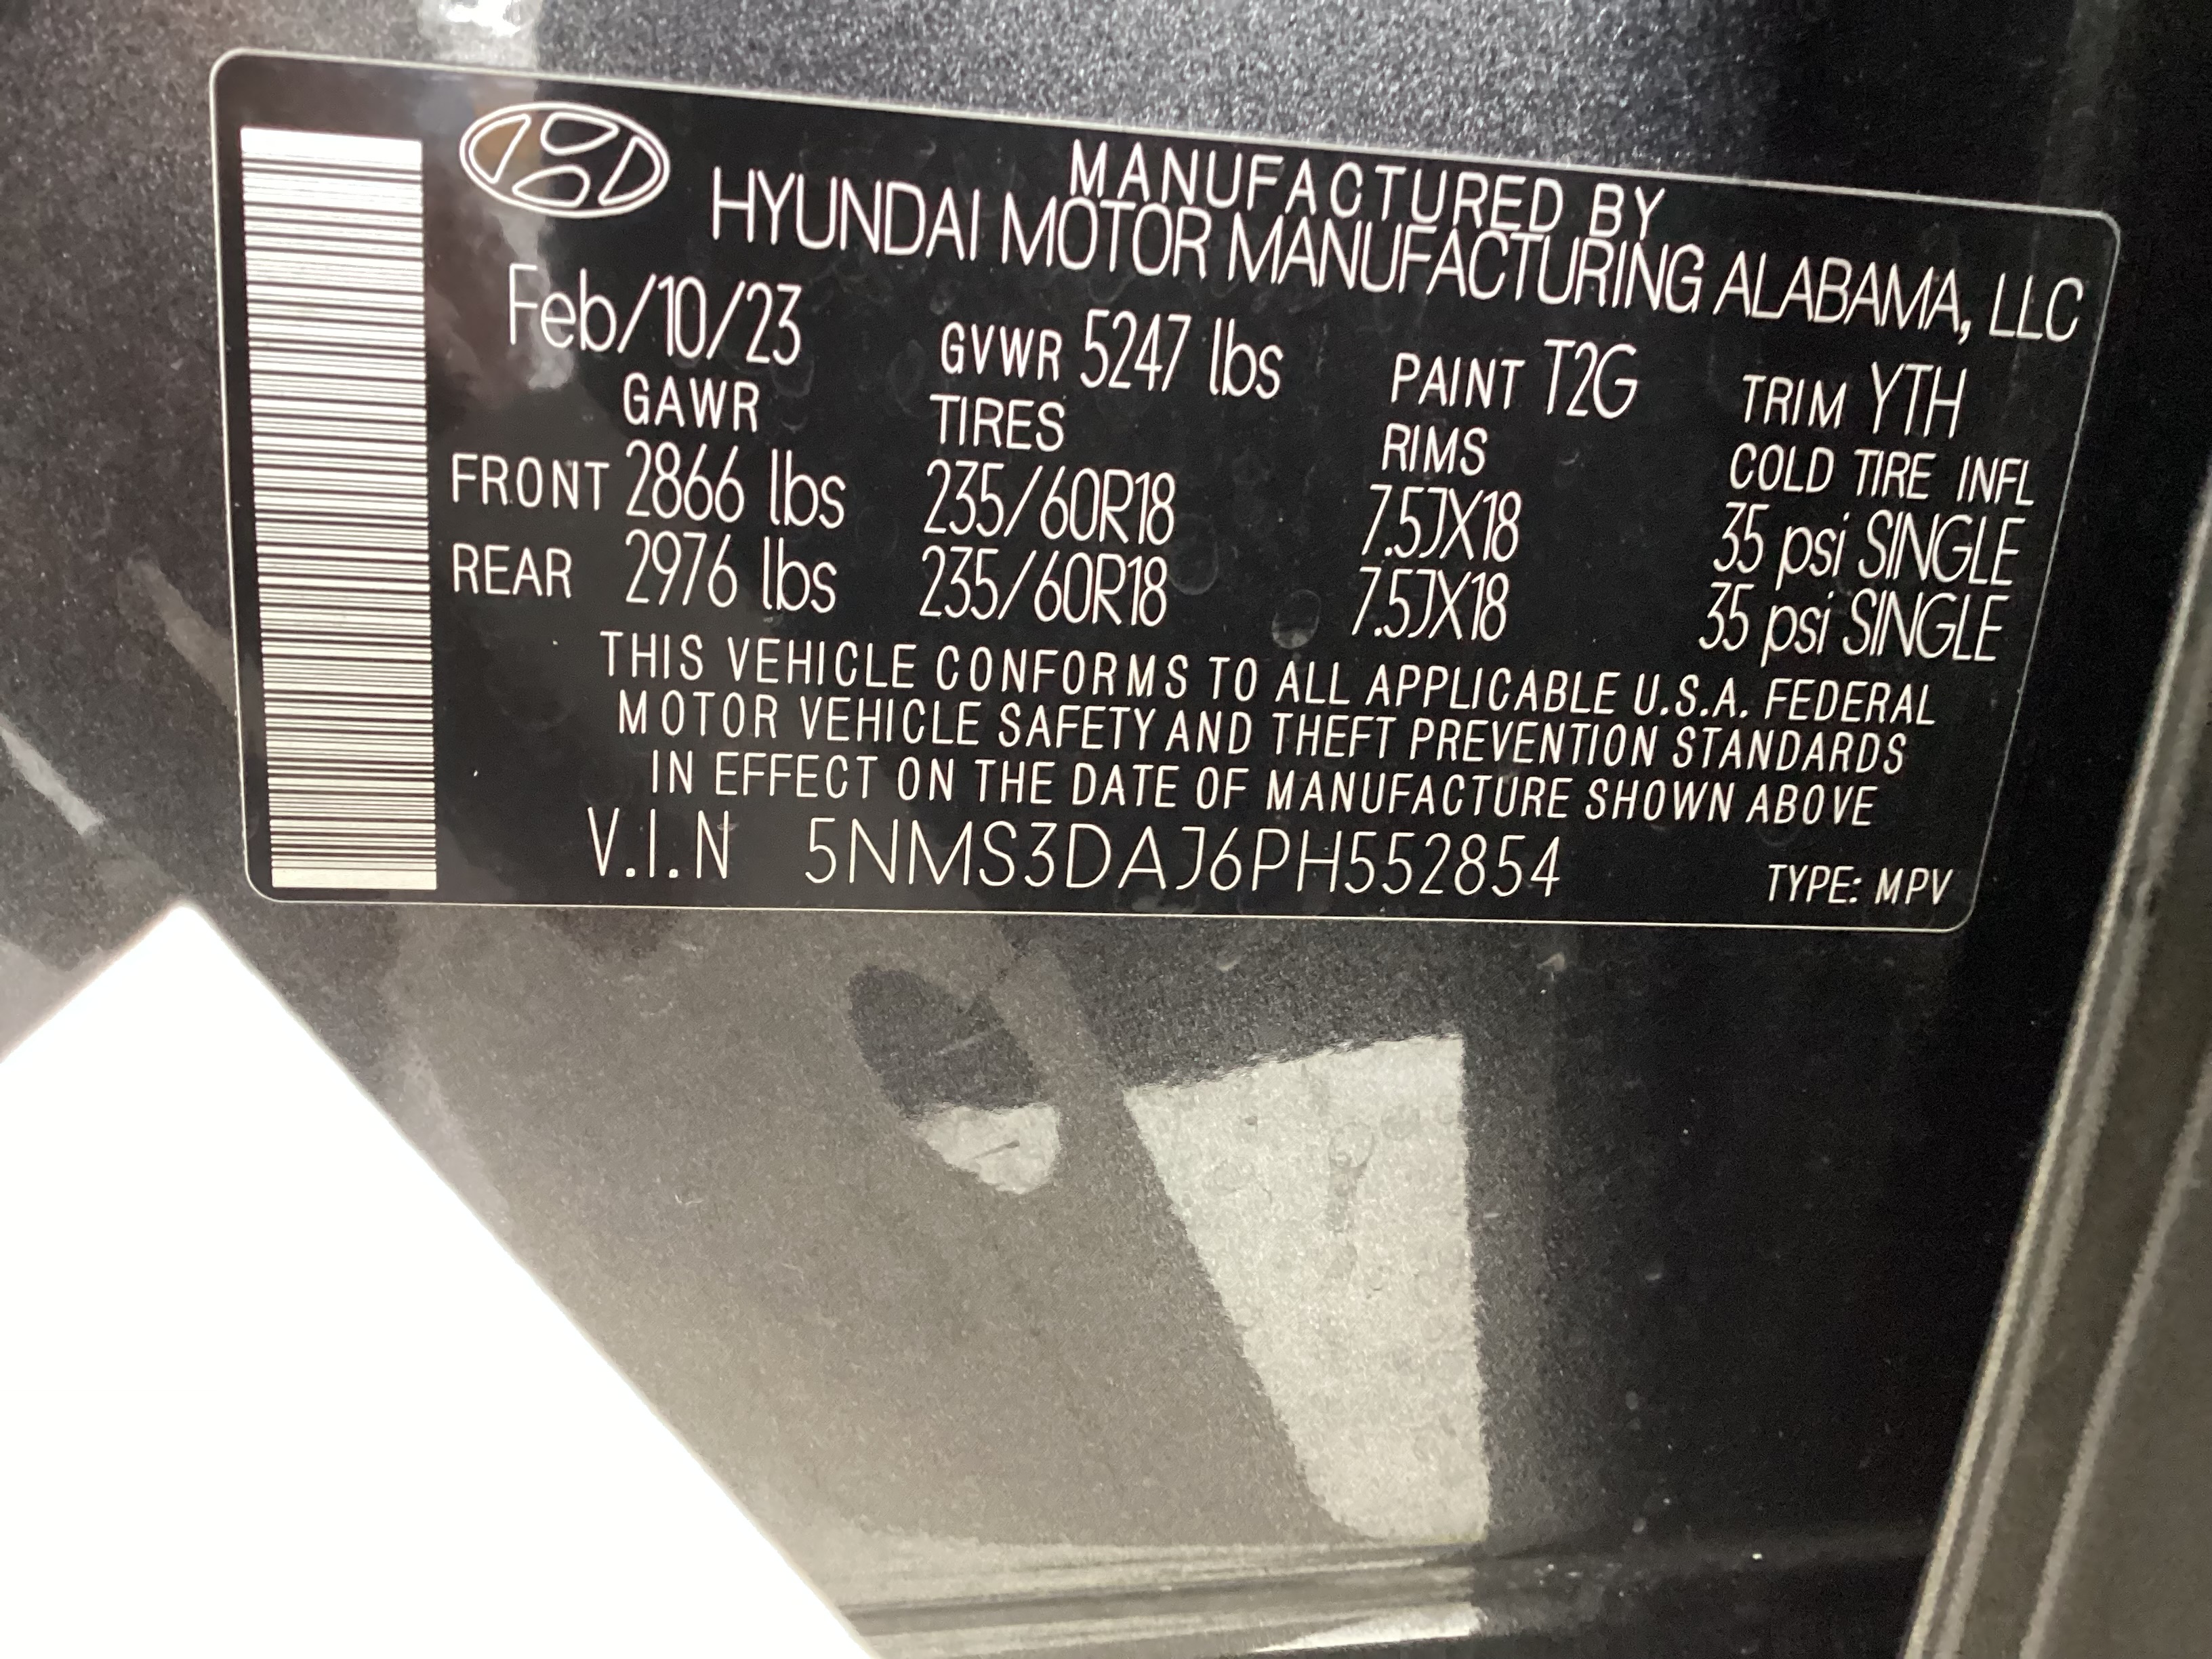 MANUFACTURED BY
HYUNDAI MOTOR MANUFACTURING ALABAMA, LLC
Feb/10/23 GVWR 5247 lbs PAINT T2G TRIM YTH
GAWR TIRES RIMS COLD TIRE INFL
FRONT 2866 lbs 235/60R18 7.5JX18 35 psi SINGLE
REAR 2976 lbs 235/60R18 7.5JX18 35 psi SINGLE
THIS VEHICLE CONFORMS TO ALL APPLICABLE U.S.A. FEDERAL
MOTOR VEHICLE SAFETY AND THEFT PREVENTION STANDARDS
IN EFFECT ON THE DATE OF MANUFACTURE SHOWN ABOVE
V.I.N 5NMS3DAJ6PH552854 TYPE: MPV